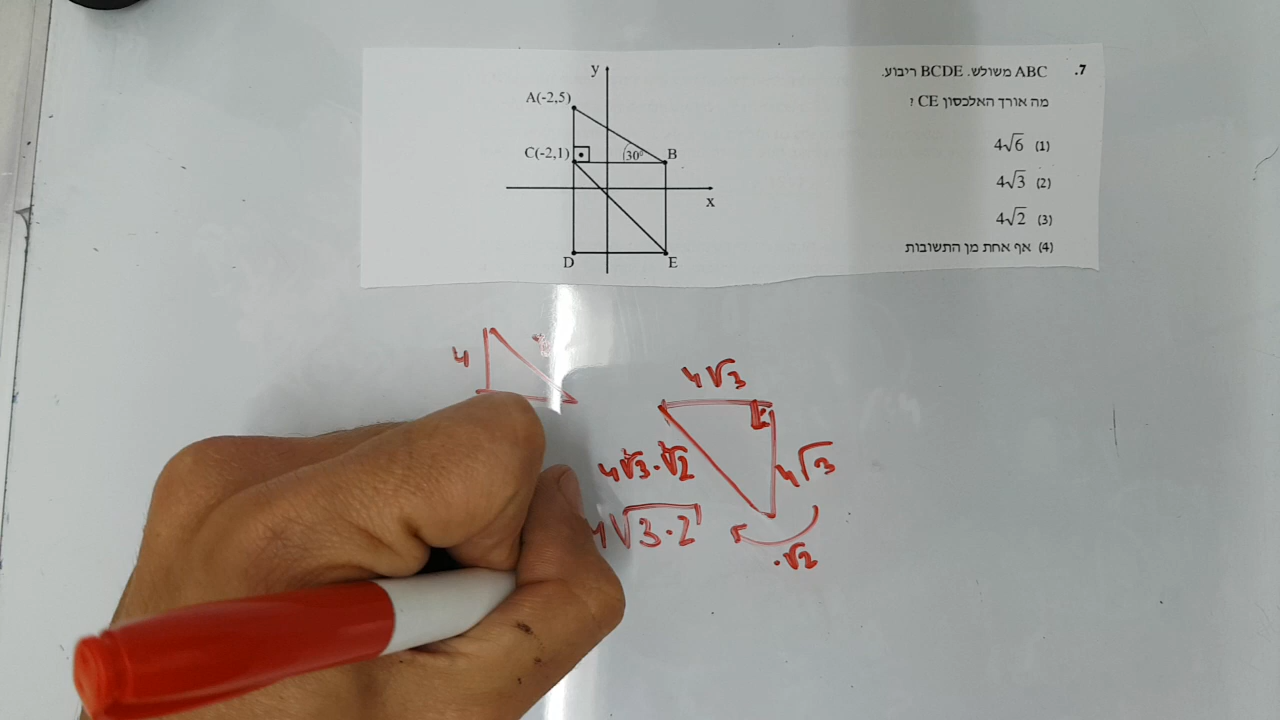 7. ABC משולש. BCDE ריבוע.
מה אורך האלכסון CE ?
(1) 4√6
(2) 4√3
(3) 4√2
(4) אף אחת מן התשובות
y
A(-2,5)
C(-2,1)
30°
B
x
D
E
4
4√3
4√3·√2
4√3
4√3·2
·√2